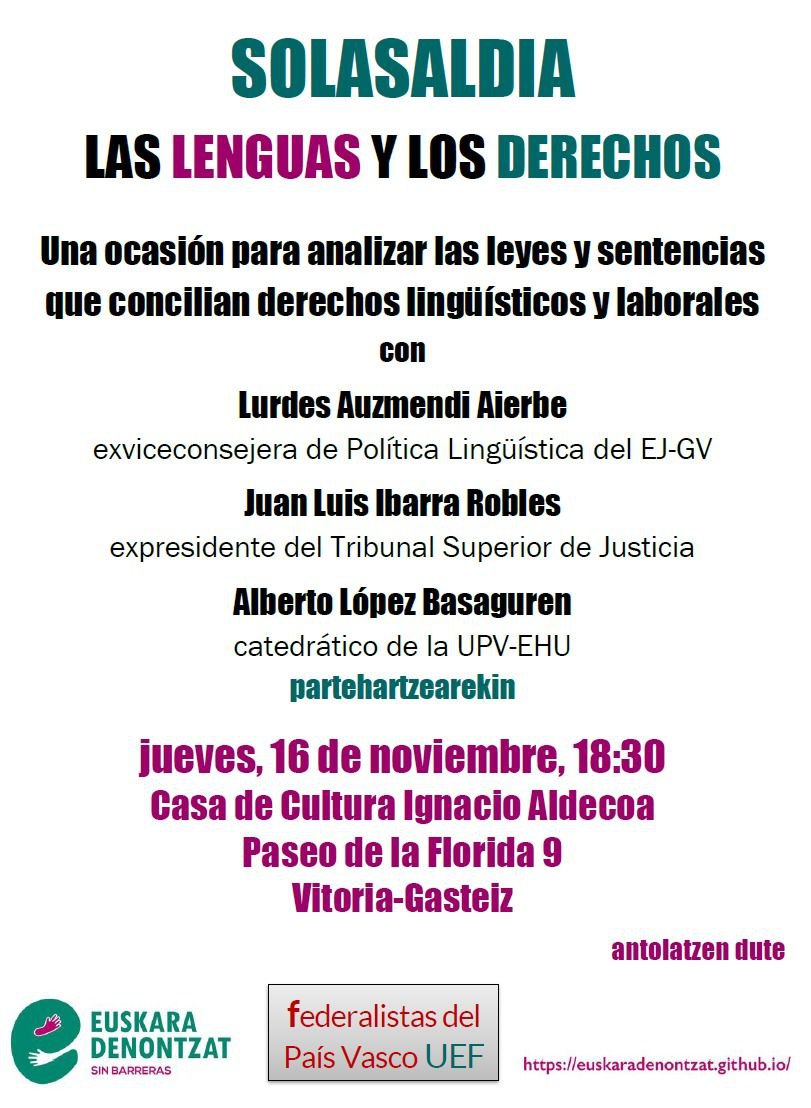 SOLASALDIA
LAS LENGUAS Y LOS DERECHOS
Una ocasión para analizar las leyes y sentencias
que concilian derechos lingüísticos y laborales
con
Lurdes Auzmendi Aierbe
exviceconsejera de Política Lingüística del EJ-GV
Juan Luis Ibarra Robles
expresidente del Tribunal Superior de Justicia
Alberto López Basaguren
catedrático de la UPV-EHU
partehartzearekin
jueves, 16 de noviembre, 18:30
Casa de Cultura Ignacio Aldecoa
Paseo de la Florida 9
Vitoria-Gasteiz
antolatzen dute
EUSKARA
DENONTZAT
SIN BARRERAS
federalistas del
País Vasco UEF
https://euskaradenontzat.github.io/